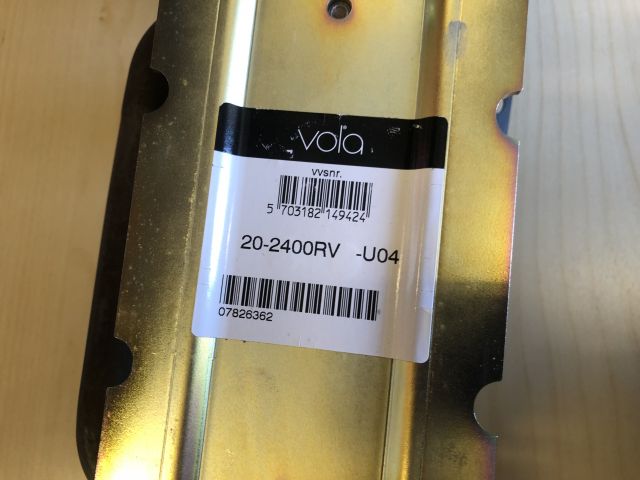 vola
vvsnr.
5 703182 149424
20-2400RV -U04
07826362